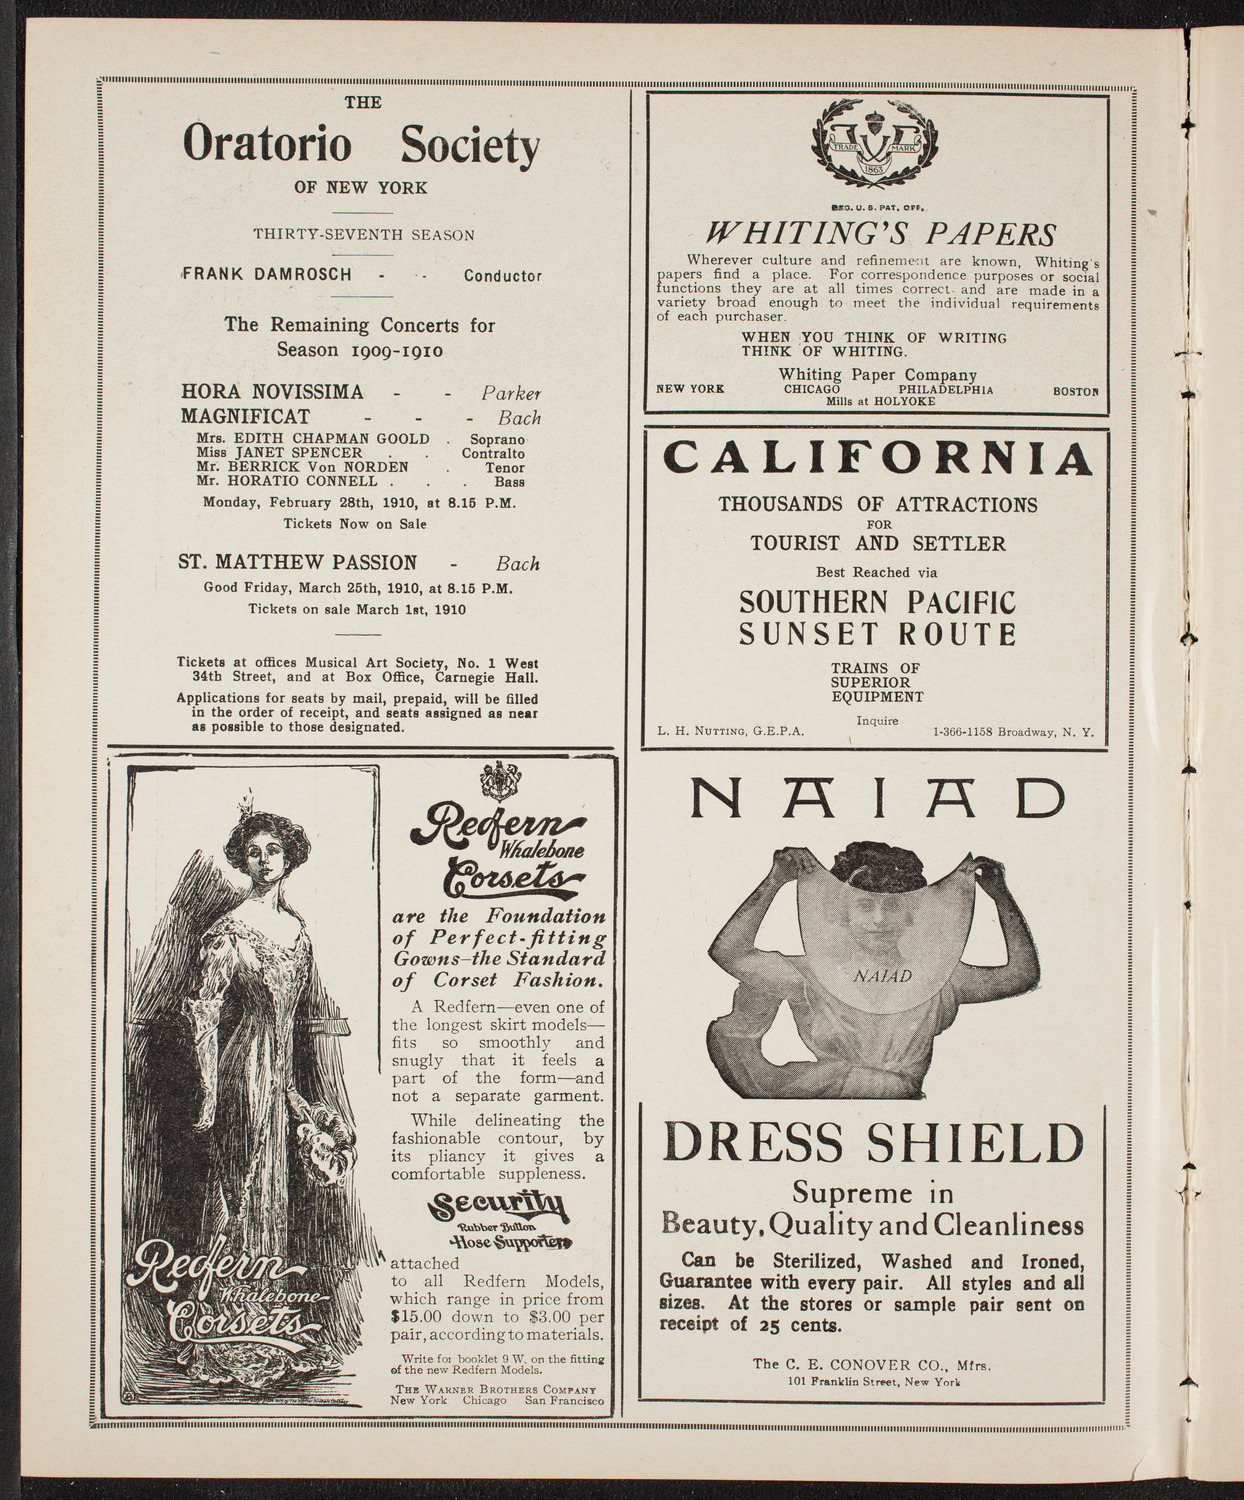 THE
Oratorio Society
OF NEW YORK
THIRTY-SEVENTH SEASON
FRANK DAMROSCH - - Conductor
The Remaining Concerts for
Season 1909-1910
HORA NOVISSIMA - - Parker
MAGNIFICAT - - - Bach
Mrs. EDITH CHAPMAN GOOLD . Soprano
Miss JANET SPENCER . . Contralto
Mr. BERRICK Von NORDEN . Tenor
Mr. HORATIO CONNELL . . . Bass
Monday, February 28th, 1910, at 8.15 P.M.
Tickets Now on Sale
ST. MATTHEW PASSION - Bach
Good Friday, March 25th, 1910, at 8.15 P.M.
Tickets on sale March 1st, 1910
Tickets at offices Musical Art Society, No. 1 West
34th Street, and at Box Office, Carnegie Hall.
Applications for seats by mail, prepaid, will be filled
in the order of receipt, and seats assigned as near
as possible to those designated.
Redfern
Whalebone
Corsets
are the Foundation
of Perfect-fitting
Gowns—the Standard
of Corset Fashion.
A Redfern—even one of
the longest skirt models—
fits so smoothly and
snugly that it feels a
part of the form—and
not a separate garment.
While delineating the
fashionable contour, by
its pliancy it gives a
comfortable suppleness.
Security
Rubber Button
Hose Supporters
attached
to all Redfern Models,
which range in price from
$15.00 down to $3.00 per
pair, according to materials.
Write for booklet 9 W. on the fitting
of the new Redfern Models.
THE WARNER BROTHERS COMPANY
New York Chicago San Francisco
Redfern
Whalebone
Corsets
TRADE MARK
1865
REG. U. S. PAT. OFF.
WHITING'S PAPERS
Wherever culture and refinement are known, Whiting's
papers find a place. For correspondence purposes or social
functions they are at all times correct and are made in a
variety broad enough to meet the individual requirements
of each purchaser.
WHEN YOU THINK OF WRITING
THINK OF WHITING.
Whiting Paper Company
NEW YORK CHICAGO PHILADELPHIA BOSTON
Mills at HOLYOKE
CALIFORNIA
THOUSANDS OF ATTRACTIONS
FOR
TOURIST AND SETTLER
Best Reached via
SOUTHERN PACIFIC
SUNSET ROUTE
TRAINS OF
SUPERIOR
EQUIPMENT
Inquire
L. H. NUTTING, G.E.P.A. 1-366-1158 Broadway, N. Y.
NAIAD
NAIAD
DRESS SHIELD
Supreme in
Beauty, Quality and Cleanliness
Can be Sterilized, Washed and Ironed,
Guarantee with every pair. All styles and all
sizes. At the stores or sample pair sent on
receipt of 25 cents.
The C. E. CONOVER CO., Mfrs.
101 Franklin Street, New York